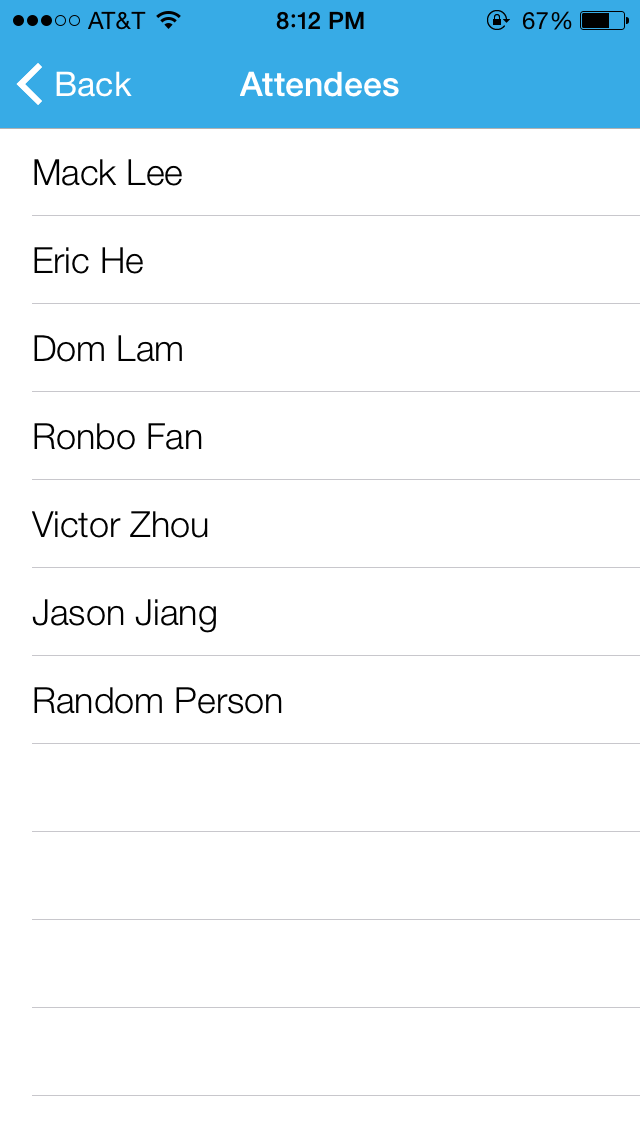 ●●●○○ AT&T 8:12 PM 67%
Back Attendees
Mack Lee
Eric He
Dom Lam
Ronbo Fan
Victor Zhou
Jason Jiang
Random Person